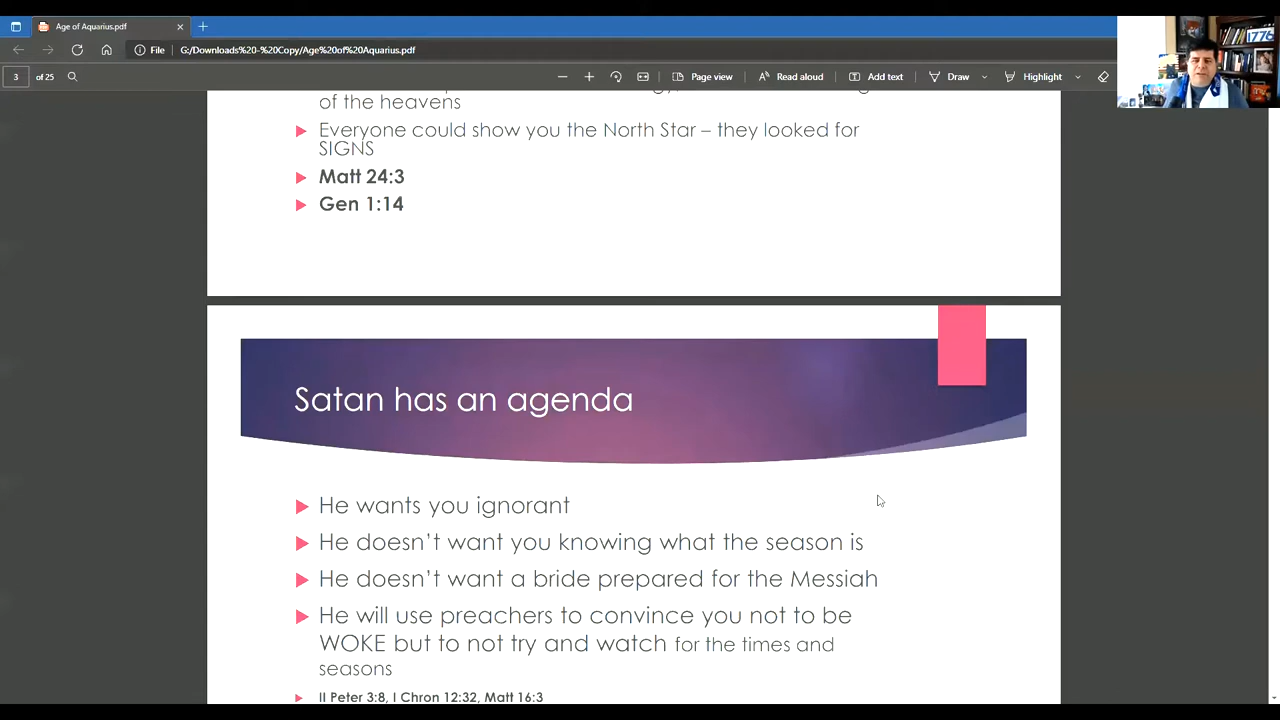 Age of Aquarius.pdf
File
G:/Downloads%20-%20Copy/Age%20of%20Aquarius.pdf
3 of 25
Page view
Read aloud
Add text
Draw
Highlight
1776
of the heavens
Everyone could show you the North Star – they looked for
SIGNS
Matt 24:3
Gen 1:14
Satan has an agenda
He wants you ignorant
He doesn't want you knowing what the season is
He doesn't want a bride prepared for the Messiah
He will use preachers to convince you not to be
WOKE but to not try and watch for the times and
seasons
II Peter 3:8, I Chron 12:32, Matt 16:3